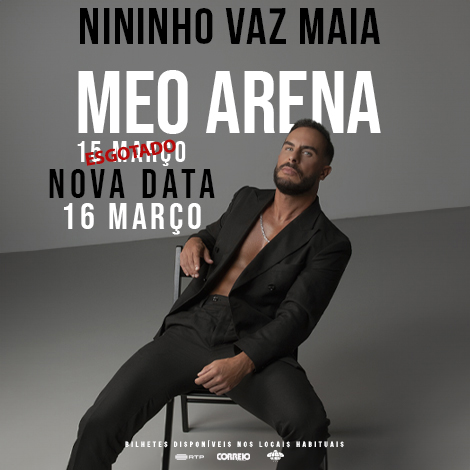 NININHO VAZ MAIA
MEO ARENA
15 MARÇO
ESGOTADO
NOVA DATA
16 MARÇO
BILHETES DISPONÍVEIS NOS LOCAIS HABITUAIS
RTP CORREIO